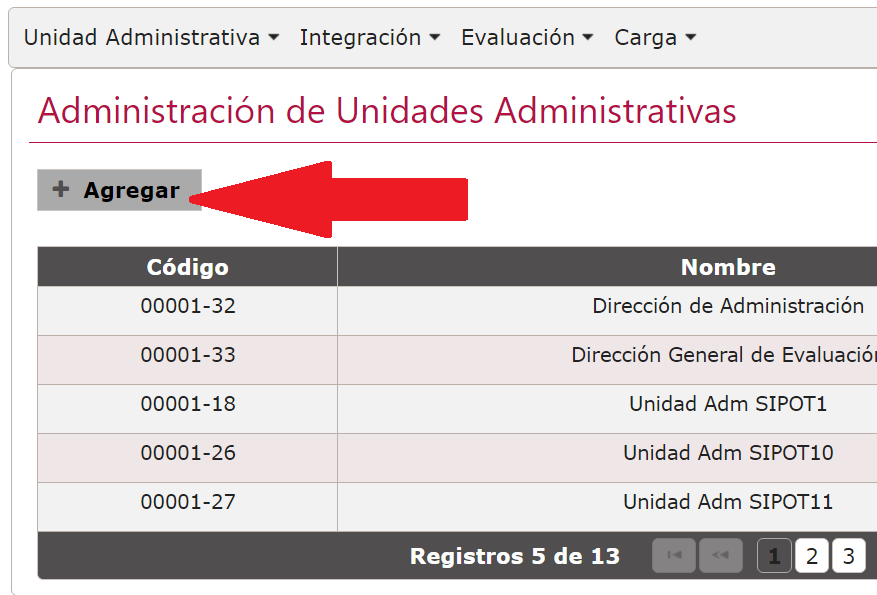 Unidad Administrativa Integración Evaluación Carga
Administración de Unidades Administrativas
Agregar
Código Nombre
00001-32 Dirección de Administración
00001-33 Dirección General de Evaluación
00001-18 Unidad Adm SIPOT1
00001-26 Unidad Adm SIPOT10
00001-27 Unidad Adm SIPOT11
Registros 5 de 13 1 2 3